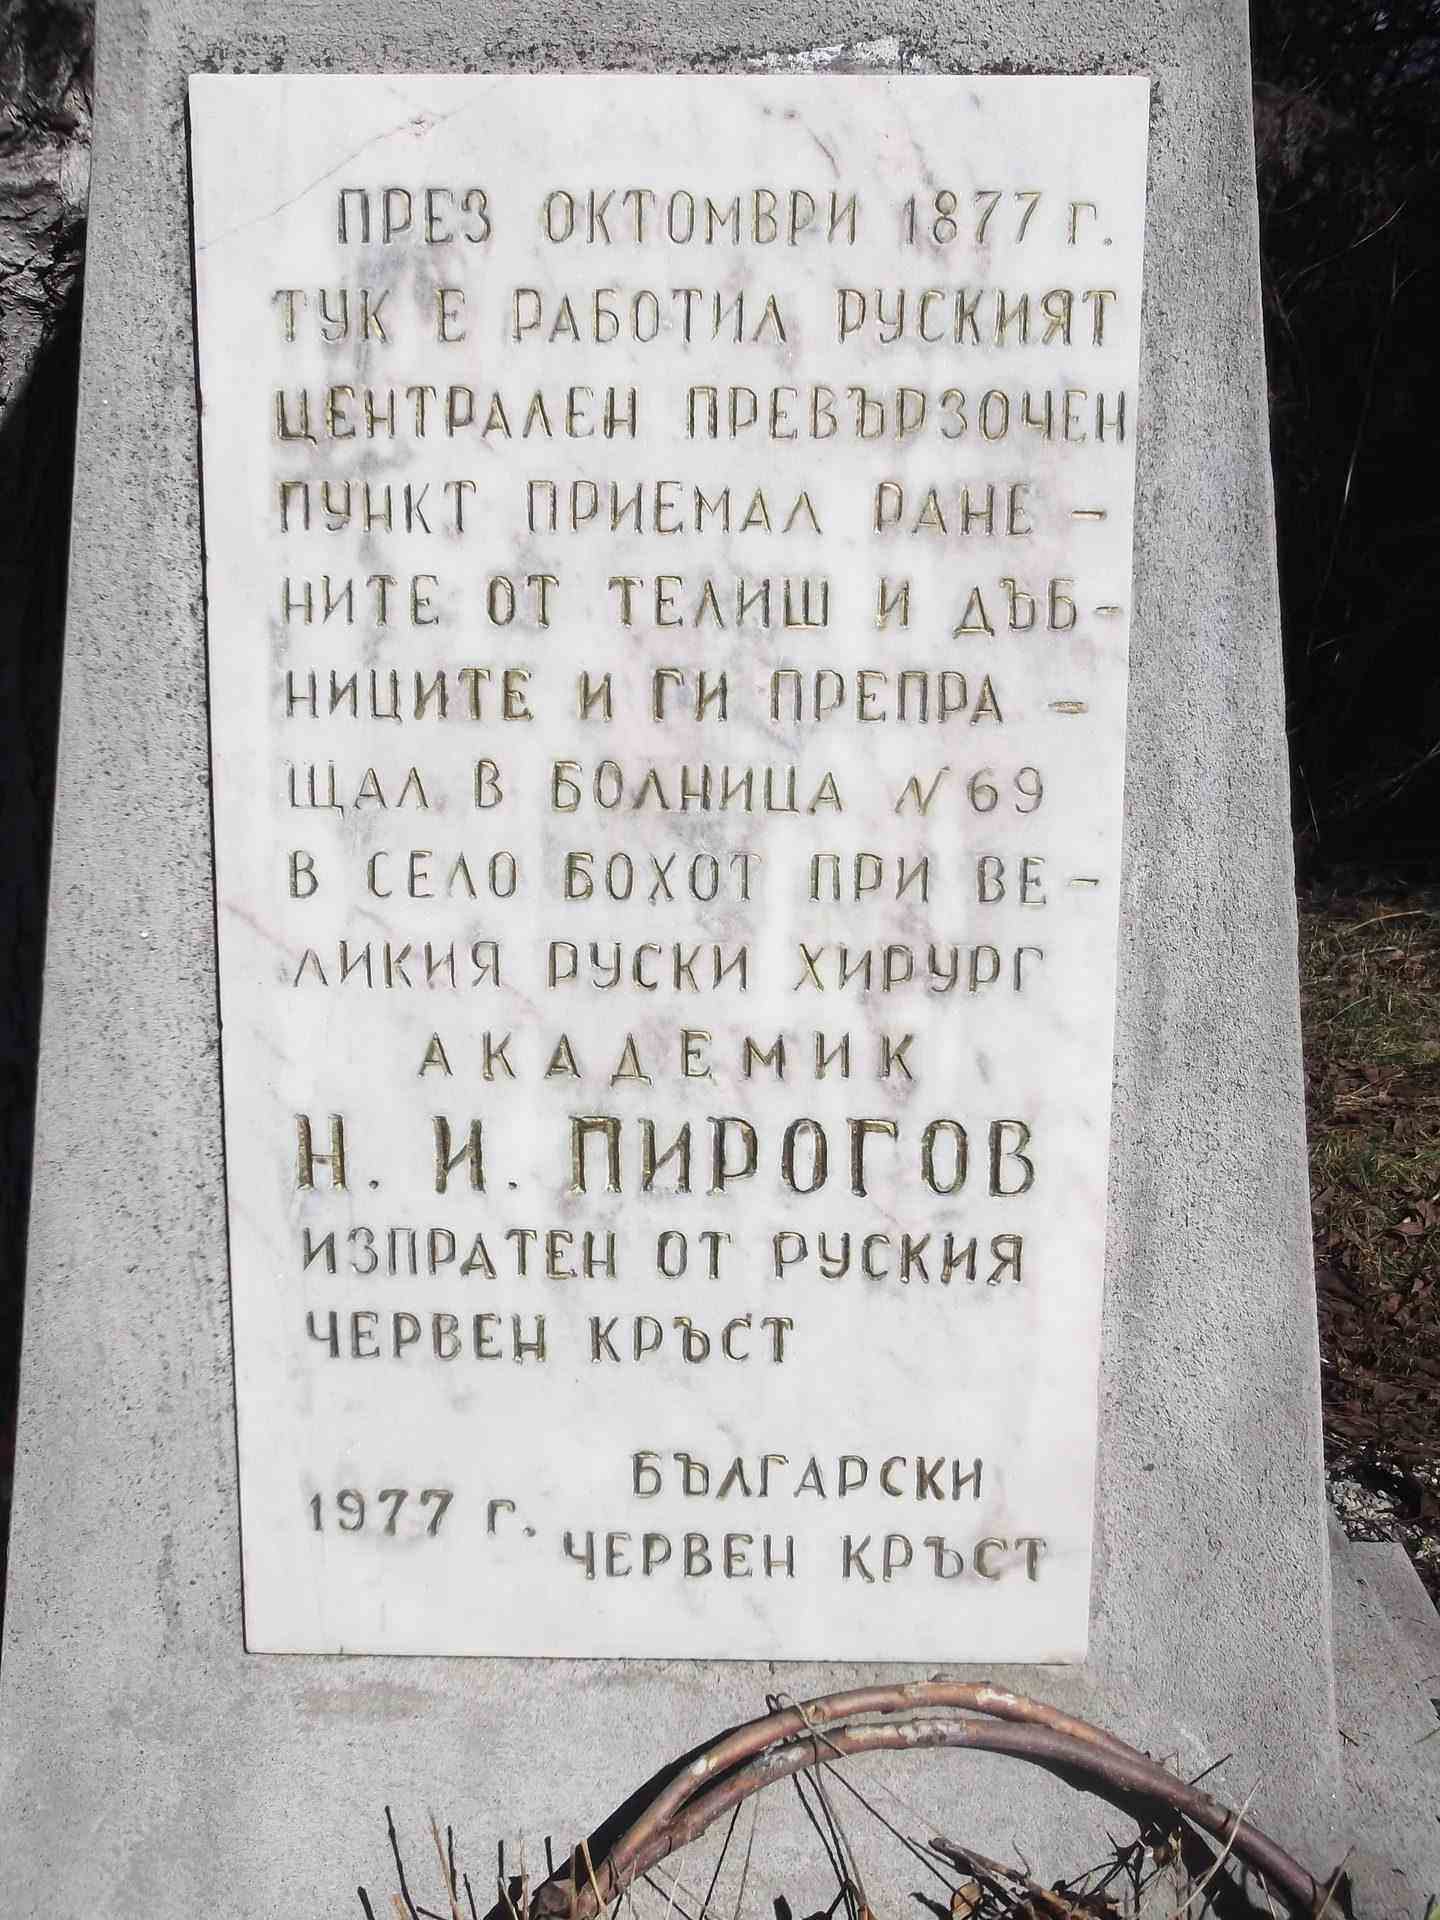 ПРЕЗ ОКТОМВРИ 1877 г.
ТУК Е РАБОТИЛ РУСКИЯТ
ЦЕНТРАЛЕН ПРЕВЪРЗОЧЕН
ПУНКТ ПРИЕМАЛ РАНЕ-
НИТЕ ОТ ТЕЛИШ И ДЪБ-
НИЦИТЕ И ГИ ПРЕПРА-
ЩАЛ В БОЛНИЦА N 69
В СЕЛО БОХОТ ПРИ ВЕ-
ЛИКИЯ РУСКИ ХИРУРГ
АКАДЕМИК
Н. И. ПИРОГОВ
ИЗПРАТЕН ОТ РУСКИЯ
ЧЕРВЕН КРЪСТ
1977 г.
БЪЛГАРСКИ
ЧЕРВЕН КРЪСТ